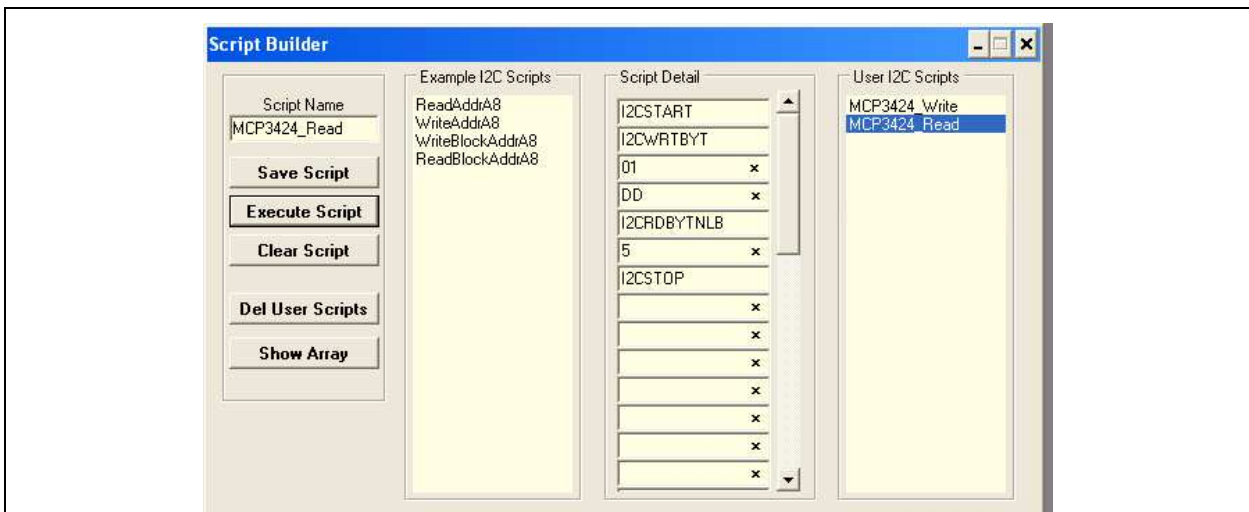 Script Builder
Script Name
MCP3424_Read
Save Script
Execute Script
Clear Script
Del User Scripts
Show Array
Example I2C Scripts
ReadAddrA8
WriteAddrA8
WriteBlockAddrA8
ReadBlockAddrA8
Script Detail
I2CSTART
I2CWRTBYT
01 x
DD x
I2CRDBYTNLB
5 x
I2CSTOP
x
x
x
x
x
x
x
User I2C Scripts
MCP3424_Write
MCP3424_Read